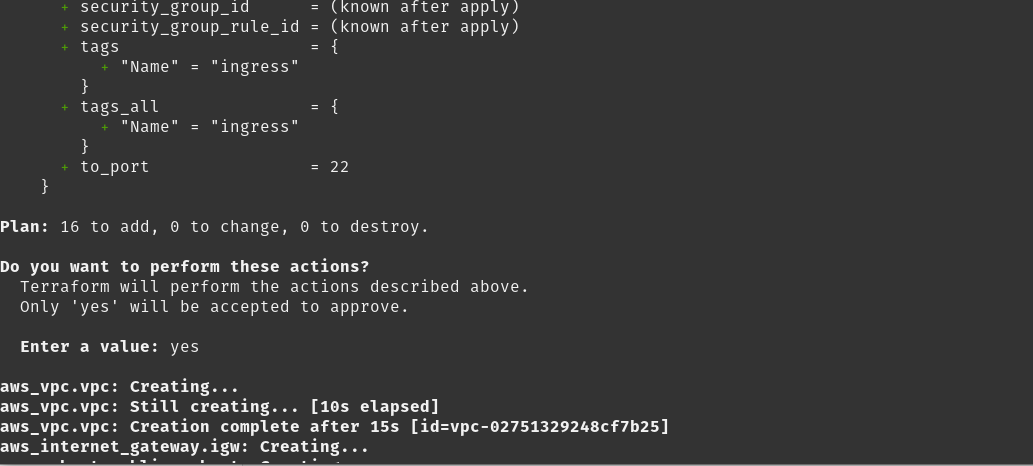 + security_group_id      = (known after apply)
+ security_group_rule_id = (known after apply)
+ tags                   = {
+ "Name" = "ingress"
}
+ tags_all               = {
+ "Name" = "ingress"
}
+ to_port                = 22
}
Plan: 16 to add, 0 to change, 0 to destroy.
Do you want to perform these actions?
Terraform will perform the actions described above.
Only 'yes' will be accepted to approve.
Enter a value: yes
aws_vpc.vpc: Creating...
aws_vpc.vpc: Still creating... [10s elapsed]
aws_vpc.vpc: Creation complete after 15s [id=vpc-02751329248cf7b25]
aws_internet_gateway.igw: Creating...